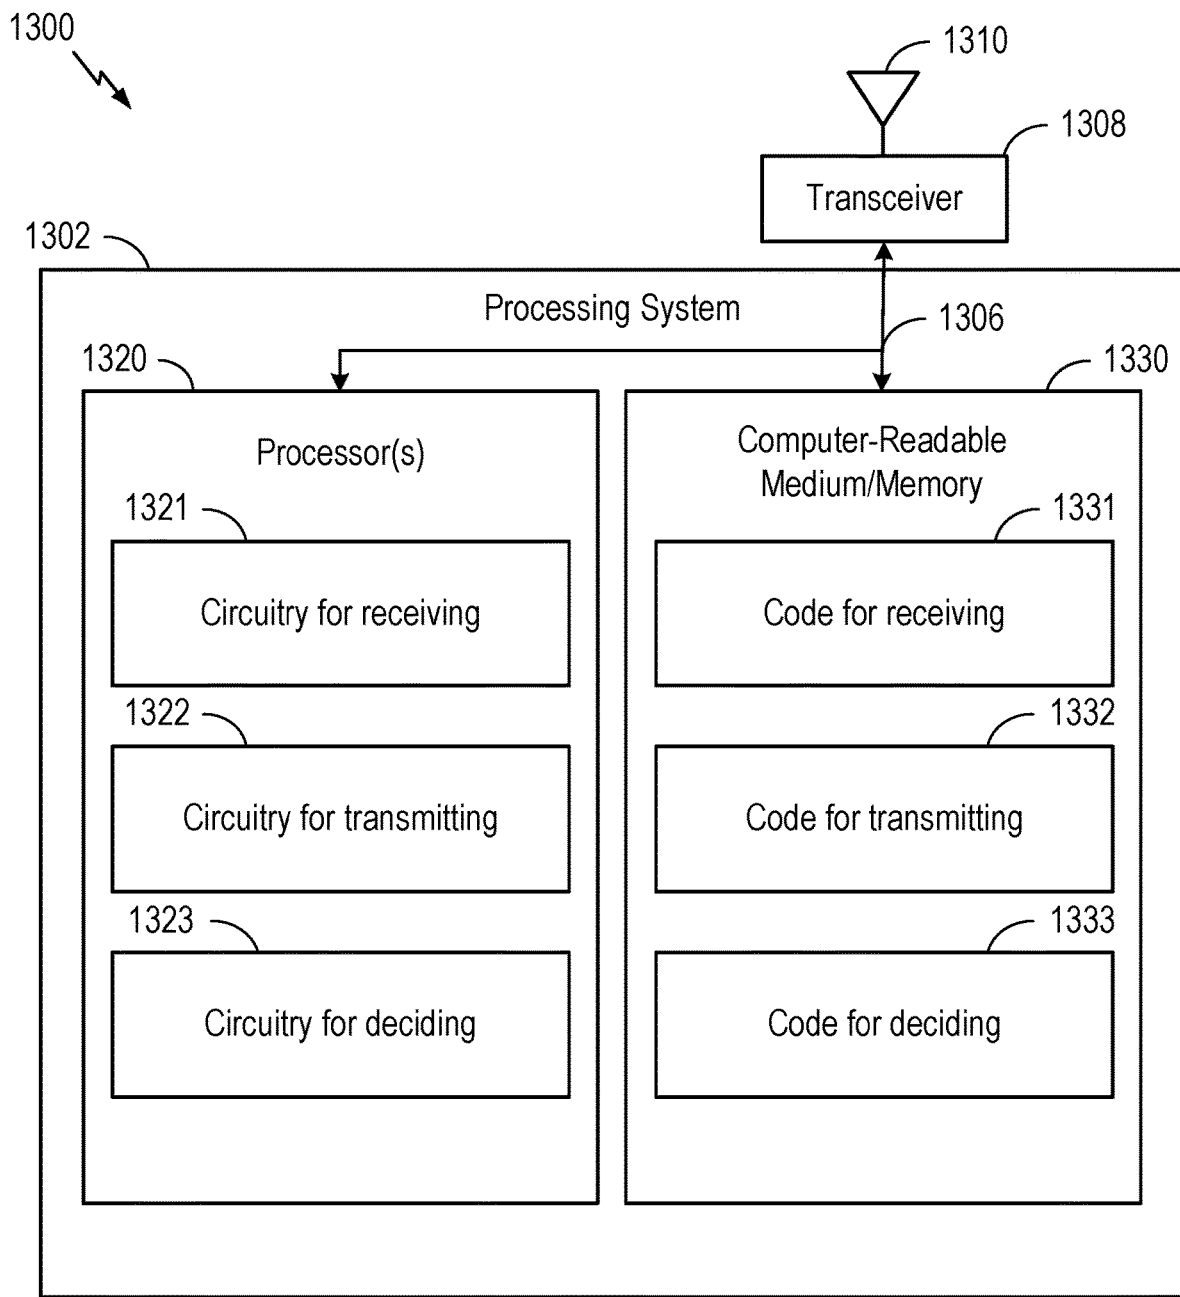 1300
1310
1308
Transceiver
1302
Processing System
1306
1320
1330
Processor(s)
Computer-Readable
Medium/Memory
1321
1331
Circuitry for receiving
Code for receiving
1322
1332
Circuitry for transmitting
Code for transmitting
1323
1333
Circuitry for deciding
Code for deciding